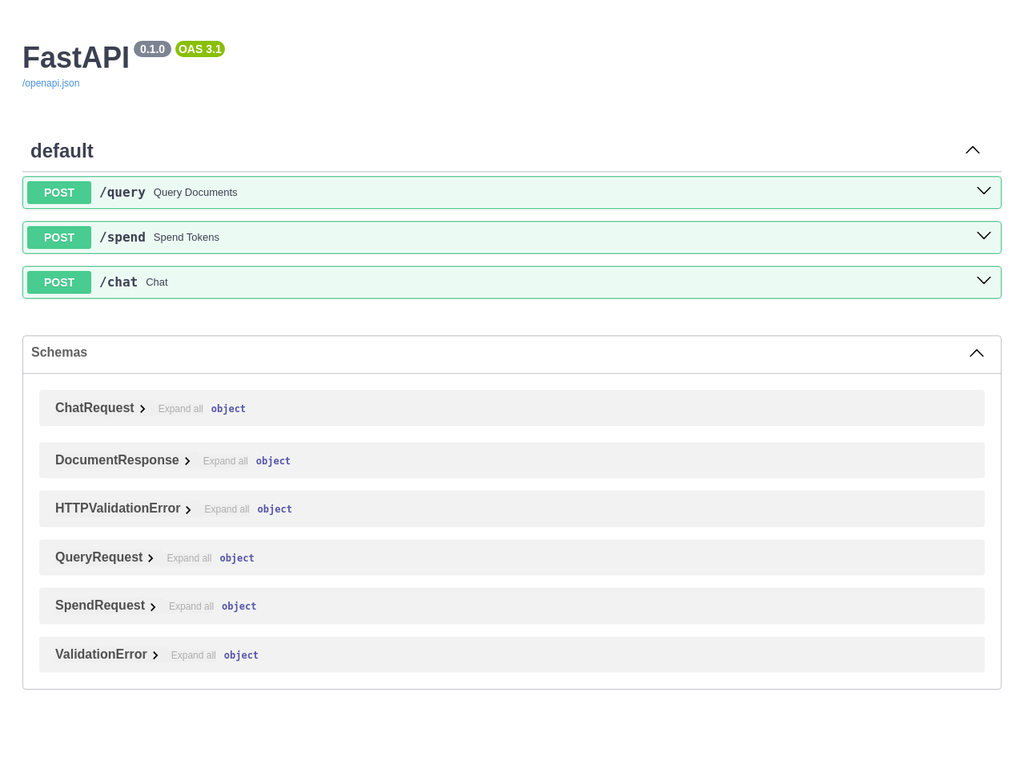 FastAPI 0.1.0 OAS 3.1
/openapi.json
default
POST /query Query Documents
POST /spend Spend Tokens
POST /chat Chat
Schemas
ChatRequest Expand all object
DocumentResponse Expand all object
HTTPValidationError Expand all object
QueryRequest Expand all object
SpendRequest Expand all object
ValidationError Expand all object